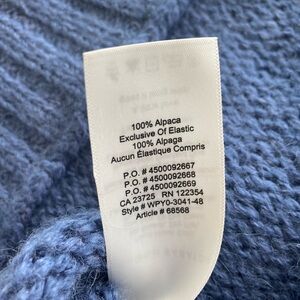 100% Alpaca
Exclusive Of Elastic
100% Alpaga
Aucun Élastique Compris
P.O. # 4500092667
P.O. # 4500092668
P.O. # 4500092669
CA 23725 RN 122354
Style # WPY0-3041-48
Article # 68568